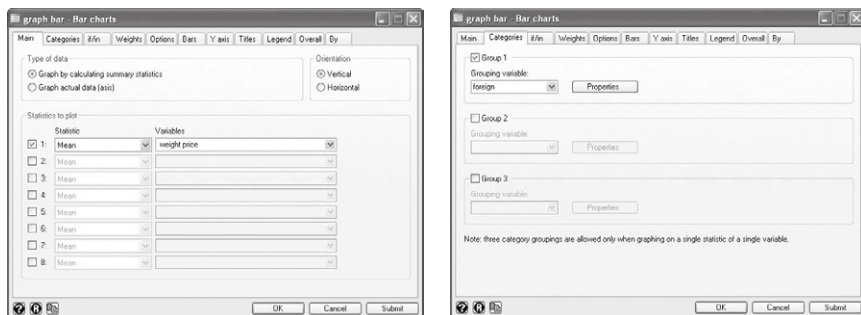 graph bar - Bar charts
Main Categories if/in Weights Options Bars Y axis Titles Legend Overall By
Type of data
Graph by calculating summary statistics
Graph actual data (asis)
Orientation
Vertical
Horizontal
Statistics to plot
Statistic Variables
1: Mean weight price
2: Mean
3: Mean
4: Mean
5: Mean
6: Mean
7: Mean
8: Mean
OK Cancel Submit
graph bar - Bar charts
Main Categories if/in Weights Options Bars Y axis Titles Legend Overall By
Group 1
Grouping variable:
foreign Properties
Group 2
Grouping variable:
Properties
Group 3
Grouping variable:
Properties
Note: three category groupings are allowed only when graphing on a single statistic of a single variable.
OK Cancel Submit